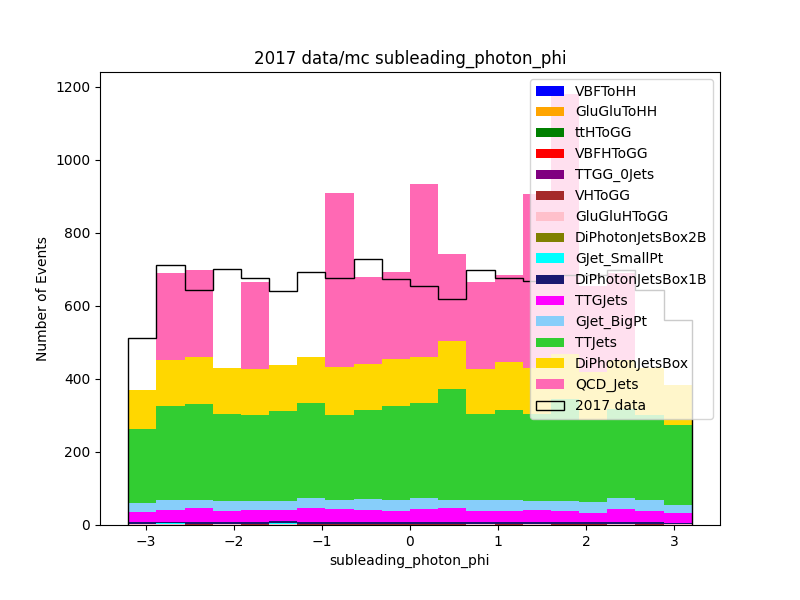 2017 data/mc subleading_photon_phi
Number of Events
1200
1000
800
600
400
200
0
−3
−2
−1
0
1
2
3
subleading_photon_phi
VBFToHH
GluGluToHH
ttHToGG
VBFHToGG
TTGG_0Jets
VHToGG
GluGluHToGG
DiPhotonJetsBox2B
GJet_SmallPt
DiPhotonJetsBox1B
TTGJets
GJet_BigPt
TTJets
DiPhotonJetsBox
QCD_Jets
2017 data